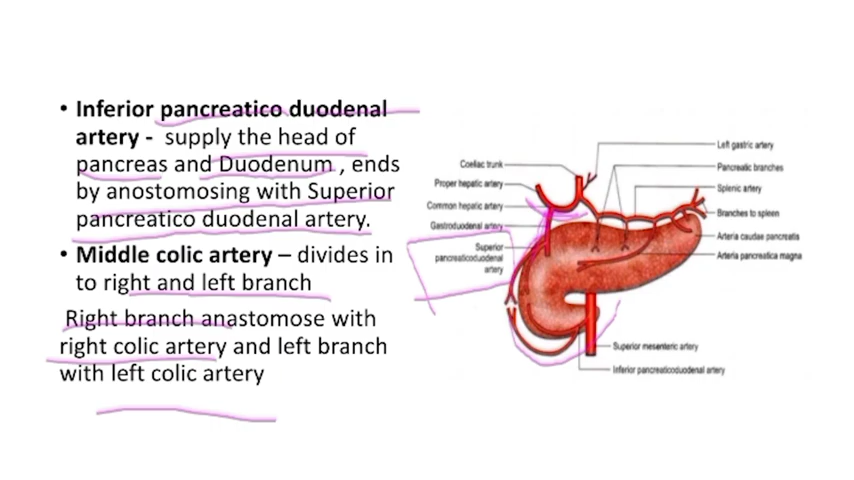 • Inferior pancreatico duodenal
artery - supply the head of
pancreas and Duodenum , ends
by anostomosing with Superior
pancreatico duodenal artery.
• Middle colic artery – divides in
to right and left branch
Right branch anastomose with
right colic artery and left branch
with left colic artery
Coeliac trunk
Proper hepatic artery
Common hepatic artery
Gastroduodenal artery
Superior
pancreaticoduodenal
artery
Left gastric artery
Pancreatic branches
Splenic artery
Branches to spleen
Arteria caudae pancreatis
Arteria pancreatica magna
Superior mesenteric artery
Inferior pancreaticoduodenal artery